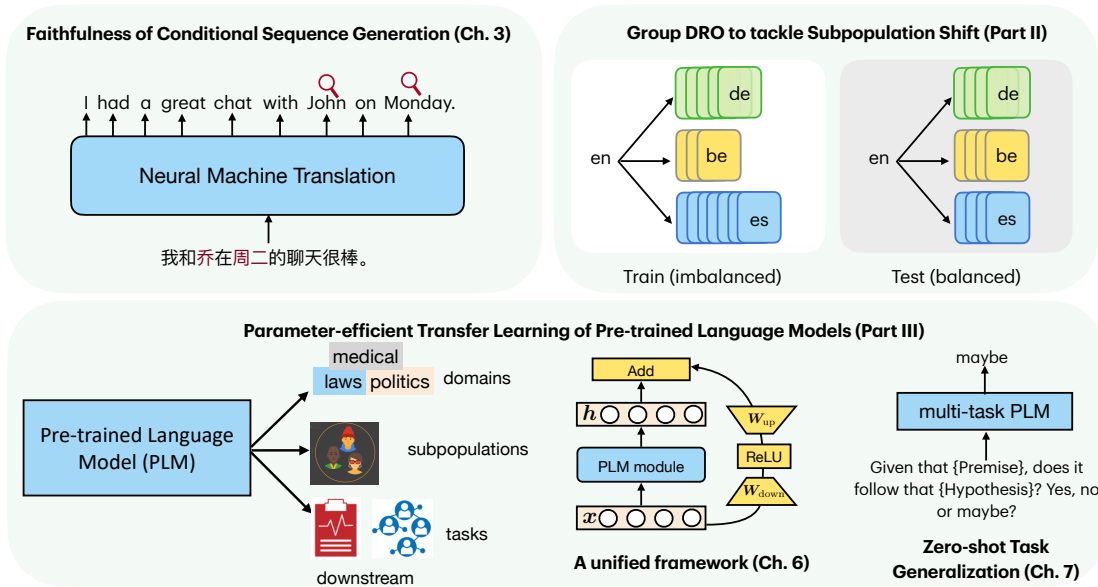 Faithfulness of Conditional Sequence Generation (Ch. 3)
I had a great chat with John on Monday.
Neural Machine Translation
我和乔在周二的聊天很棒。
Group DRO to tackle Subpopulation Shift (Part II)
en
de
be
es
Train (imbalanced)
en
de
be
es
Test (balanced)
Parameter-efficient Transfer Learning of Pre-trained Language Models (Part III)
Pre-trained Language
Model (PLM)
medical
laws politics domains
subpopulations
tasks
downstream
Add
h
PLM module
x
W_up
ReLU
W_down
A unified framework (Ch. 6)
maybe
multi-task PLM
Given that {Premise}, does it
follow that {Hypothesis}? Yes, no
or maybe?
Zero-shot Task
Generalization (Ch. 7)